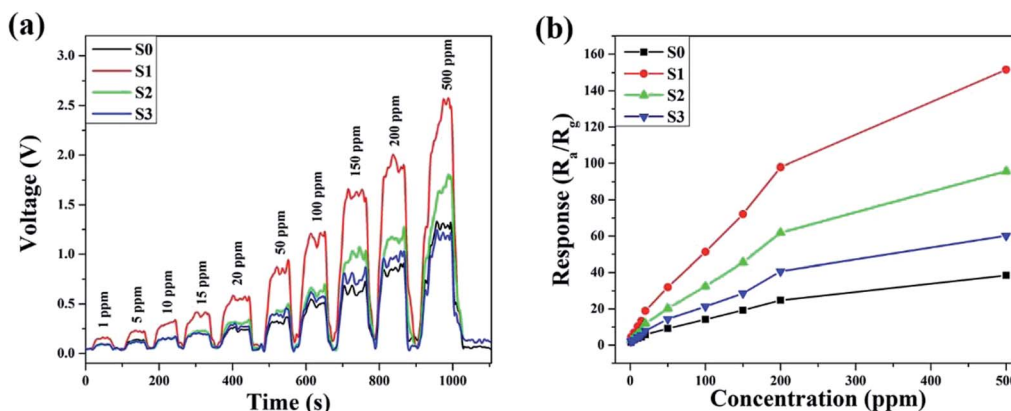 (a)
S0
S1
S2
S3
1 ppm
5 ppm
10 ppm
15 ppm
20 ppm
50 ppm
100 ppm
150 ppm
200 ppm
500 ppm
3.0
2.5
2.0
1.5
1.0
0.5
0.0
Voltage (V)
0 200 400 600 800 1000
Time (s)
(b)
S0
S1
S2
S3
160
140
120
100
80
60
40
20
0
Response (Ra/Rg)
0 100 200 300 400 500
Concentration (ppm)